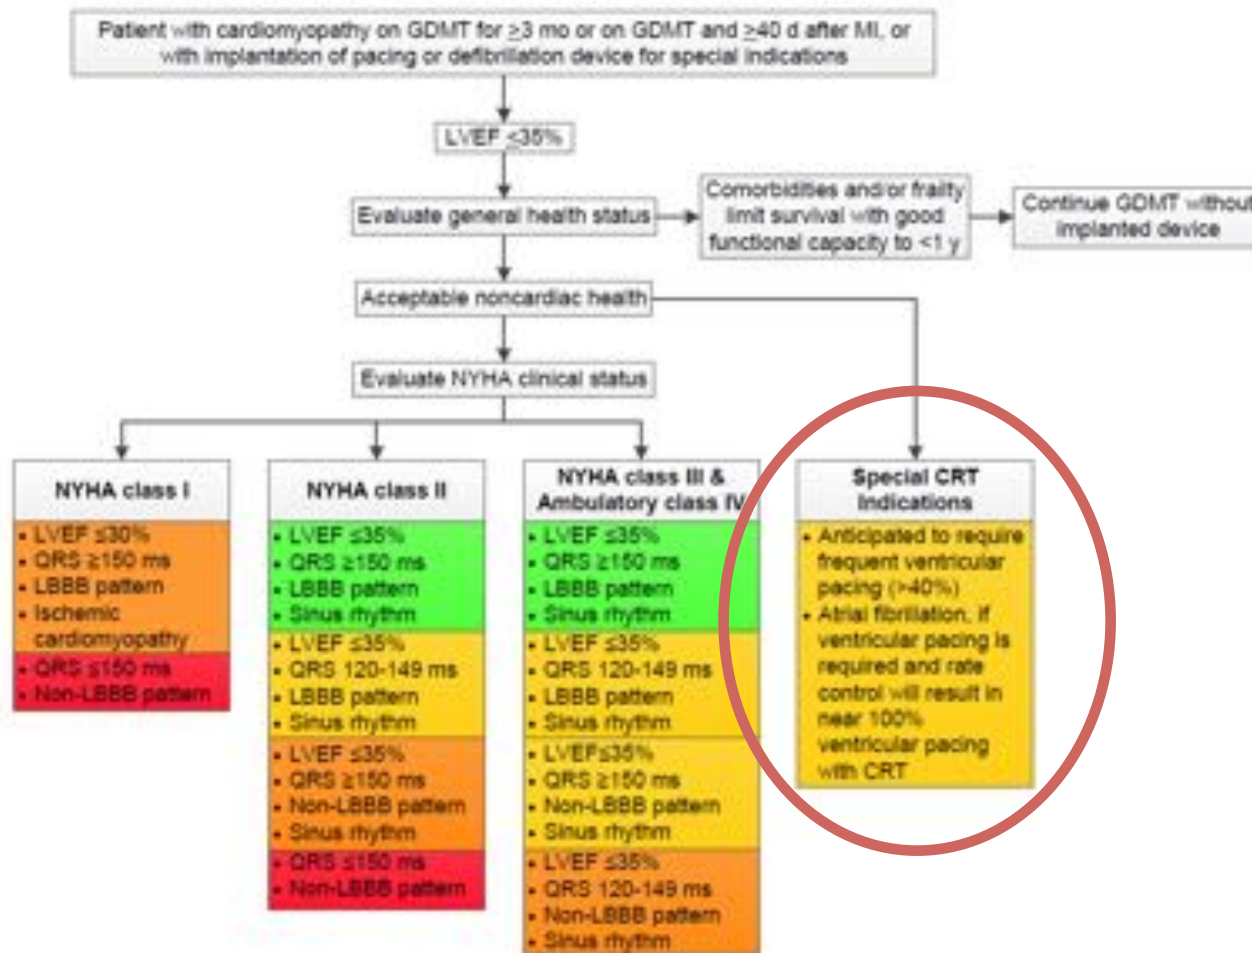 Patient with cardiomyopathy on GDMT for ≥3 mo or on GDMT and ≥40 d after MI, or
with implantation of pacing or defibrillation device for special indications
LVEF ≤35%
Evaluate general health status
Comorbidities and/or frailty
limit survival with good
functional capacity to <1 y
Continue GDMT without
implanted device
Acceptable noncardiac health
Evaluate NYHA clinical status
NYHA class I
• LVEF ≤30%
• QRS ≥150 ms
• LBBB pattern
• Ischemic
cardiomyopathy
• QRS ≤150 ms
• Non-LBBB pattern
NYHA class II
• LVEF ≤35%
• QRS ≥150 ms
• LBBB pattern
• Sinus rhythm
• LVEF ≤35%
• QRS 120-149 ms
• LBBB pattern
• Sinus rhythm
• LVEF ≤35%
• QRS ≥150 ms
• Non-LBBB pattern
• Sinus rhythm
• QRS ≤150 ms
• Non-LBBB pattern
NYHA class III &
Ambulatory class IV
• LVEF ≤35%
• QRS ≥150 ms
• LBBB pattern
• Sinus rhythm
• LVEF ≤35%
• QRS 120-149 ms
• LBBB pattern
• Sinus rhythm
• LVEF≤35%
• QRS ≥150 ms
• Non-LBBB pattern
• Sinus rhythm
• LVEF ≤35%
• QRS 120-149 ms
• Non-LBBB pattern
• Sinus rhythm
Special CRT
Indications
• Anticipated to require
frequent ventricular
pacing (>40%)
• Atrial fibrillation, if
ventricular pacing is
required and rate
control will result in
near 100%
ventricular pacing
with CRT